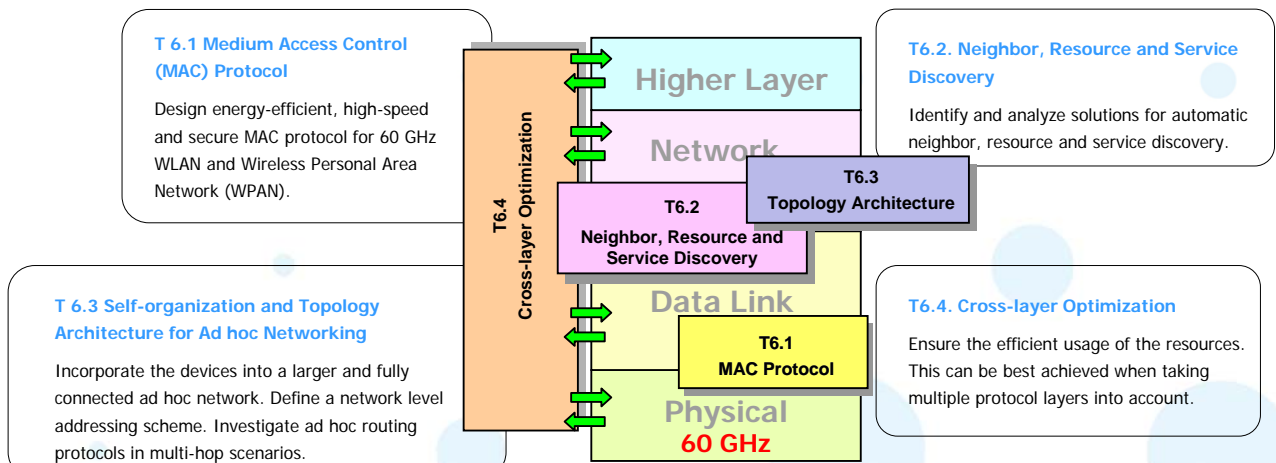 T 6.1 Medium Access Control
(MAC) Protocol
Design energy-efficient, high-speed
and secure MAC protocol for 60 GHz
WLAN and Wireless Personal Area
Network (WPAN).
T 6.3 Self-organization and Topology
Architecture for Ad hoc Networking
Incorporate the devices into a larger and fully
connected ad hoc network. Define a network level
addressing scheme. Investigate ad hoc routing
protocols in multi-hop scenarios.
T6.4
Cross-layer Optimization
Higher Layer
Network
T6.3
Topology Architecture
T6.2
Neighbor, Resource and
Service Discovery
Data Link
T6.1
MAC Protocol
Physical
60 GHz
T6.2. Neighbor, Resource and Service
Discovery
Identify and analyze solutions for automatic
neighbor, resource and service discovery.
T6.4. Cross-layer Optimization
Ensure the efficient usage of the resources.
This can be best achieved when taking
multiple protocol layers into account.